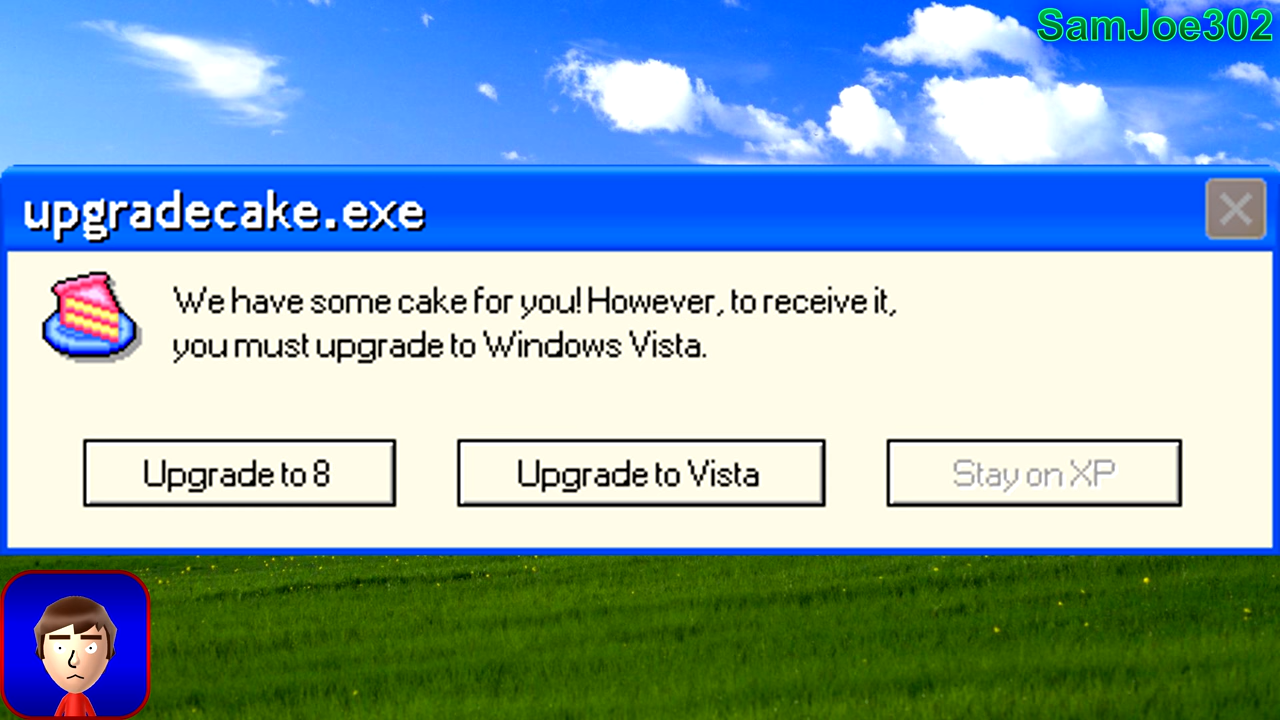 SamJoe302
upgradecake.exe
We have some cake for you! However, to receive it,
you must upgrade to Windows Vista.
Upgrade to 8
Upgrade to Vista
Stay on XP